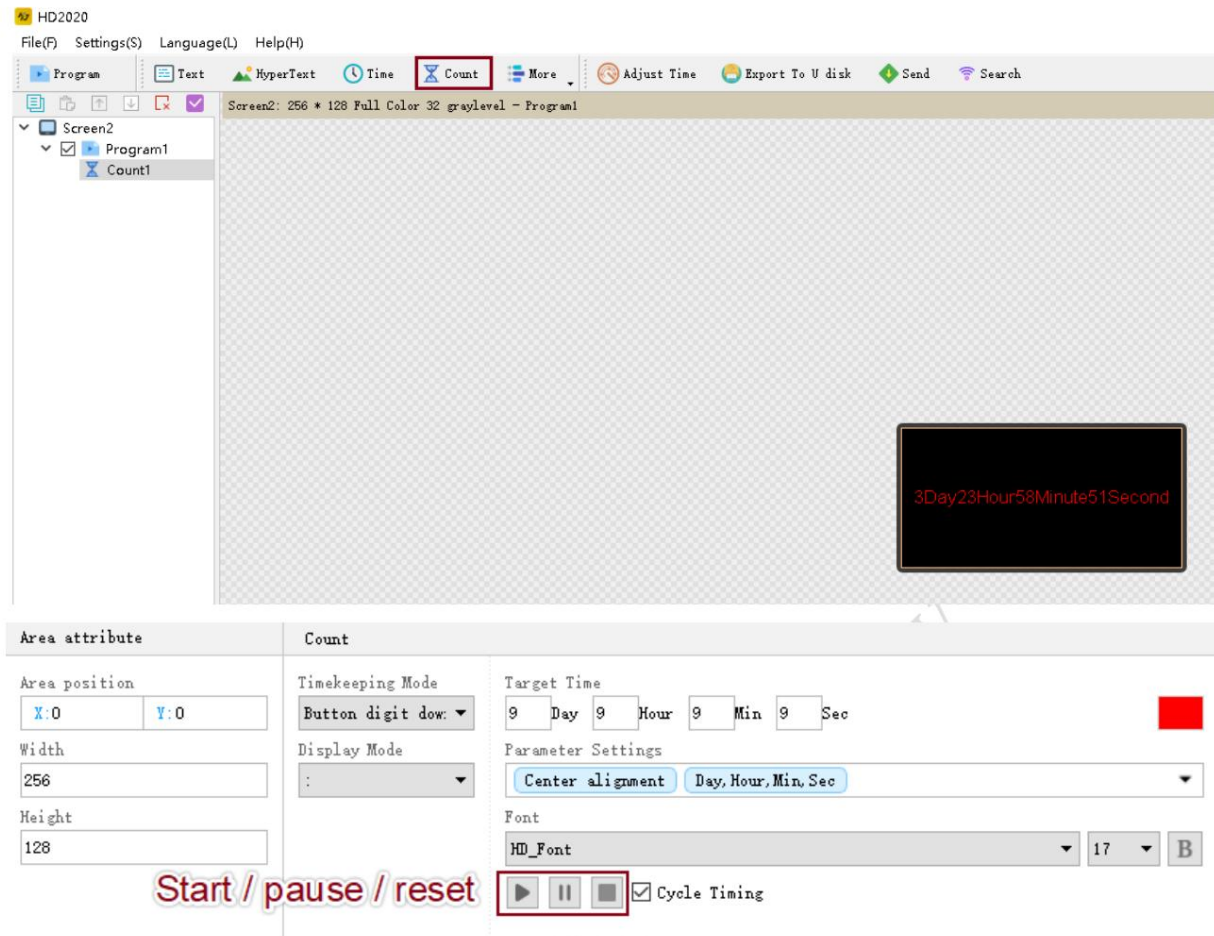 HD2020
File(F) Settings(S) Language(L) Help(H)
Program Text HyperText Time Count More Adjust Time Export To U disk Send Search
Screen2: 256 * 128 Full Color 32 graylevel - Program1
Screen2
Program1
Count1
3Day23Hour58Minute51Second
Area attribute Count
Area position Timekeeping Mode Target Time
X:0 Y:0 Button digit dow: 9 Day 9 Hour 9 Min 9 Sec
Width Display Mode Parameter Settings
256 : Center alignment Day,Hour,Min,Sec
Height Font
128 HD_Font 17 B
Start / pause / reset Cycle Timing